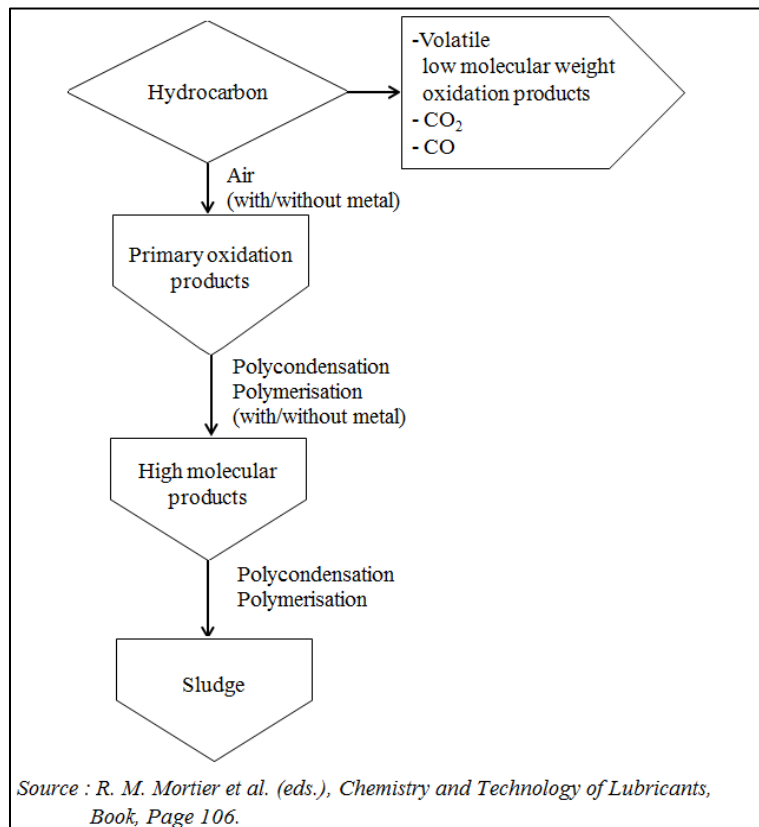 Hydrocarbon
-Volatile
low molecular weight
oxidation products
- CO₂
- CO
Air
(with/without metal)
Primary oxidation
products
Polycondensation
Polymerisation
(with/without metal)
High molecular
products
Polycondensation
Polymerisation
Sludge
Source : R. M. Mortier et al. (eds.), Chemistry and Technology of Lubricants,
Book, Page 106.